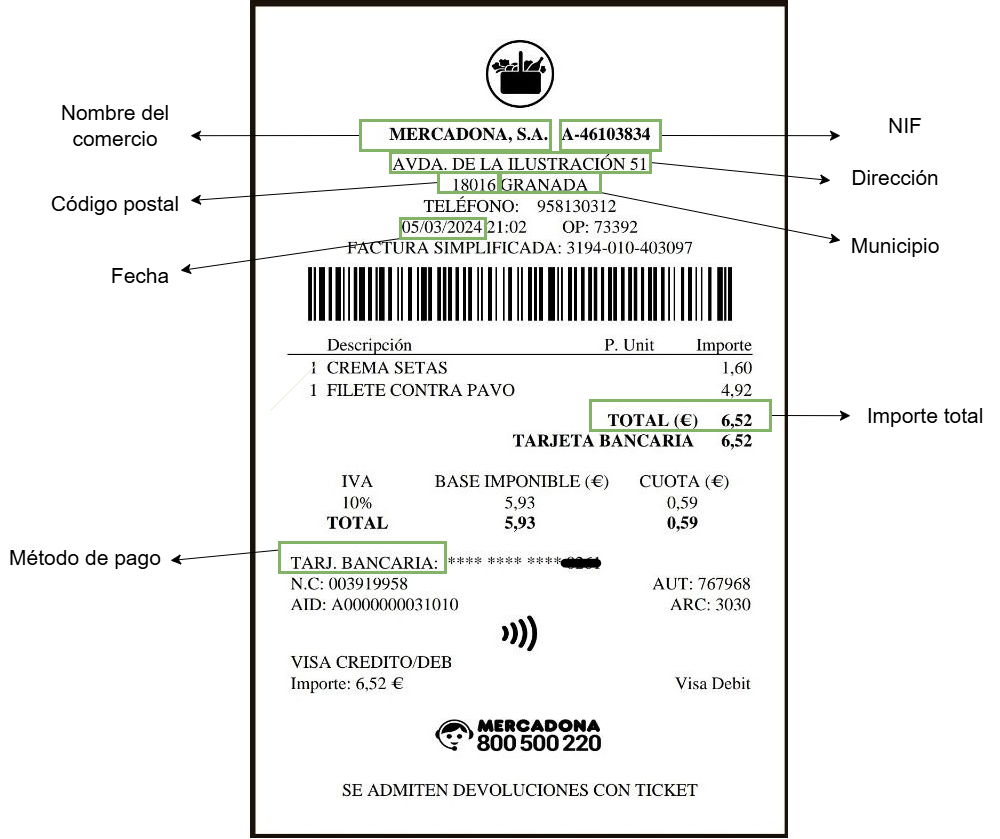 Nombre del
comercio
MERCADONA, S.A. A-46103834
NIF
AVDA. DE LA ILUSTRACIÓN 51
Dirección
Código postal
18016 GRANADA
Municipio
TELÉFONO: 958130312
05/03/2024 21:02 OP: 73392
Fecha
FACTURA SIMPLIFICADA: 3194-010-403097
Descripción P. Unit Importe
1 CREMA SETAS 1,60
1 FILETE CONTRA PAVO 4,92
TOTAL (€) 6,52
Importe total
TARJETA BANCARIA 6,52
IVA BASE IMPONIBLE (€) CUOTA (€)
10% 5,93 0,59
TOTAL 5,93 0,59
Método de pago
TARJ. BANCARIA: **** **** ****
N.C: 003919958 AUT: 767968
AID: A0000000031010 ARC: 3030
VISA CREDITO/DEB
Importe: 6,52 € Visa Debit
MERCADONA
800 500 220
SE ADMITEN DEVOLUCIONES CON TICKET